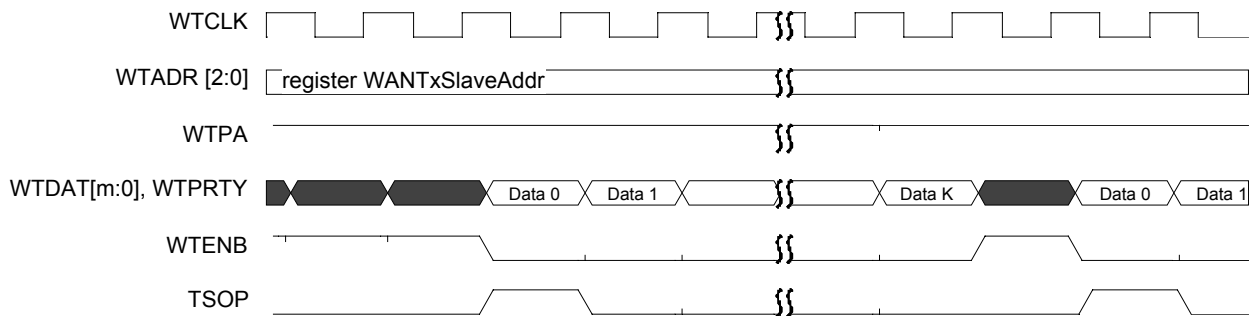 WTCLK
WTADR [2:0] register WANTxSlaveAddr
WTPA
WTDAT[m:0], WTPRTY Data 0 Data 1 Data K Data 0 Data 1
WTENB
TSOP